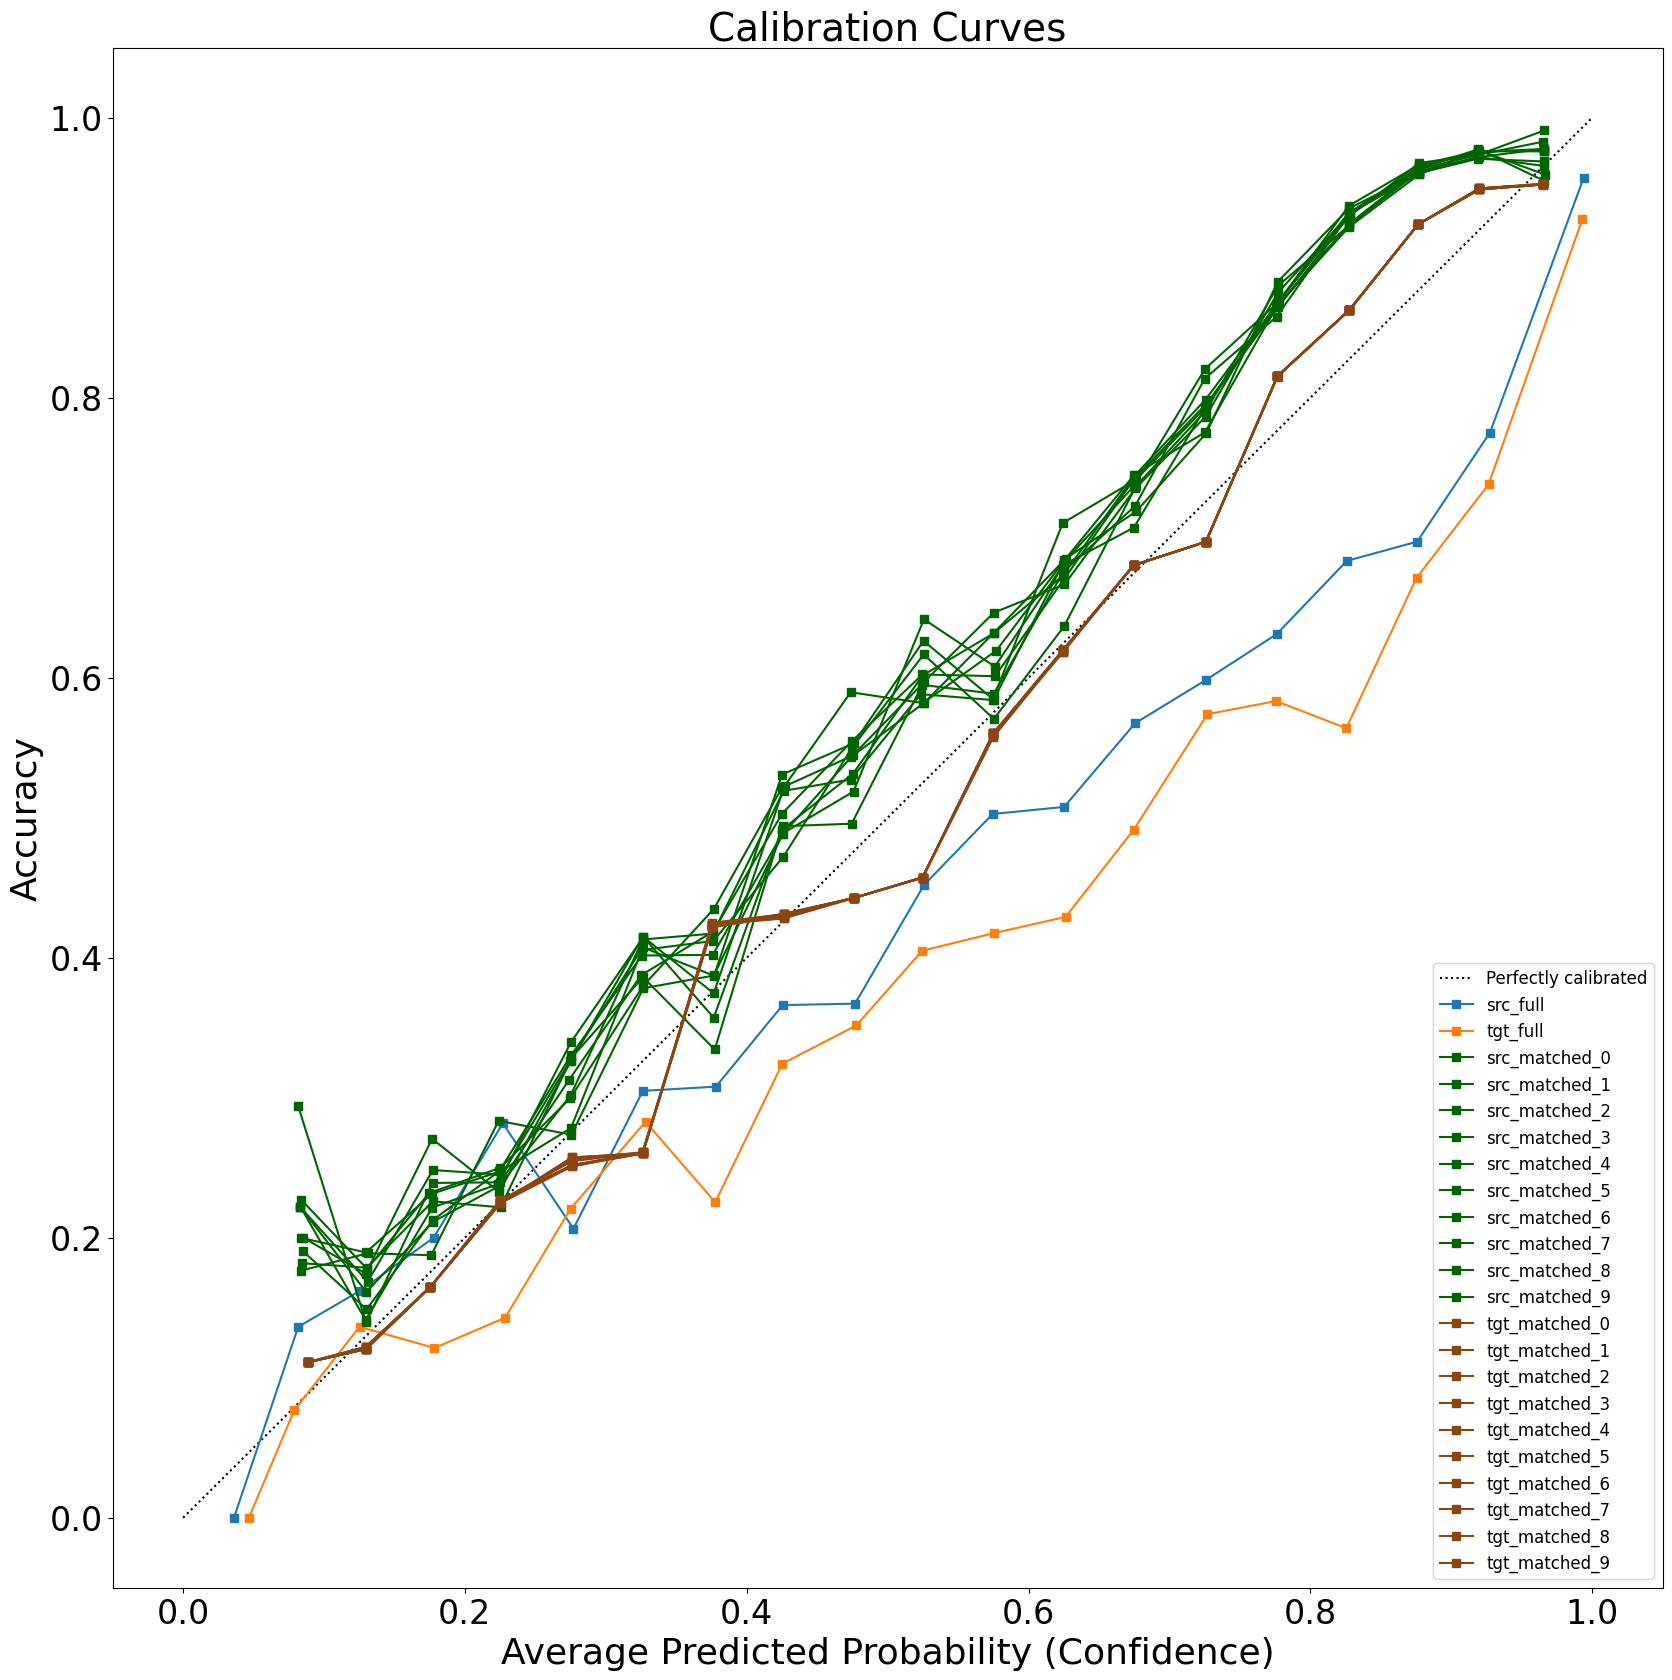 Calibration Curves
1.0
0.8
0.6
0.4
0.2
0.0
Accuracy
0.0 0.2 0.4 0.6 0.8 1.0
Average Predicted Probability (Confidence)
Perfectly calibrated
src_full
tgt_full
src_matched_0
src_matched_1
src_matched_2
src_matched_3
src_matched_4
src_matched_5
src_matched_6
src_matched_7
src_matched_8
src_matched_9
tgt_matched_0
tgt_matched_1
tgt_matched_2
tgt_matched_3
tgt_matched_4
tgt_matched_5
tgt_matched_6
tgt_matched_7
tgt_matched_8
tgt_matched_9